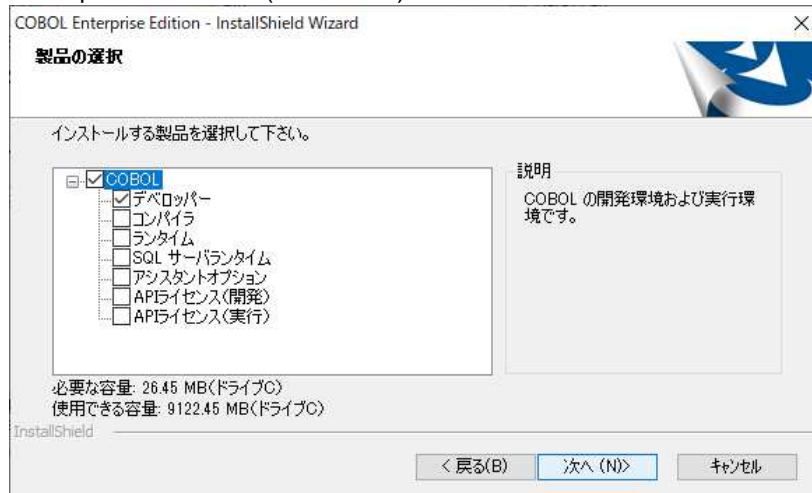 COBOL Enterprise Edition - InstallShield Wizard
製品の選択
インストールする製品を選択して下さい。
COBOL
デベロッパー
コンパイラ
ランタイム
SQL サーバランタイム
アシスタントオプション
APIライセンス(開発)
APIライセンス(実行)
説明
COBOL の開発環境および実行環
境です。
必要な容量: 26.45 MB(ドライブC)
使用できる容量: 9122.45 MB(ドライブC)
InstallShield
< 戻る(B)
次へ (N)>
キャンセル